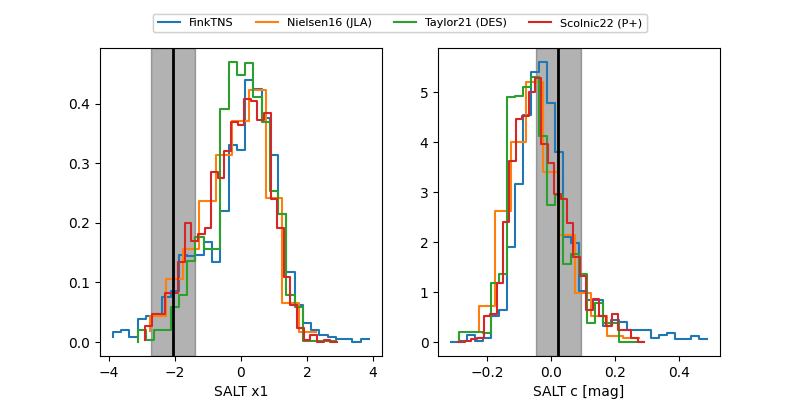 FinkTNS Nielsen16 (JLA) Taylor21 (DES) Scolnic22 (P+)
0.4
0.3
0.2
0.1
0.0
−4 −2 0 2 4
SALT x1
5
4
3
2
1
0
−0.2 0.0 0.2 0.4
SALT c [mag]